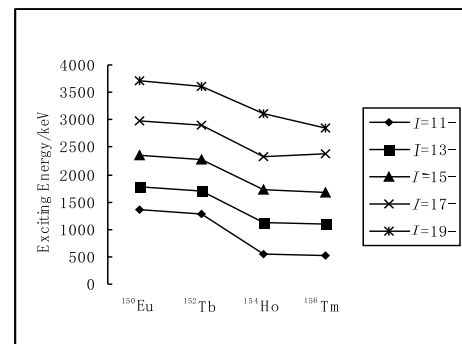 Exciting Energy/keV
4000
3500
3000
2500
2000
1500
1000
500
0
¹⁵⁰Eu
¹⁵²Tb
¹⁵⁴Ho
¹⁵⁶Tm
I=11-
I=13-
I=15-
I=17-
I=19-